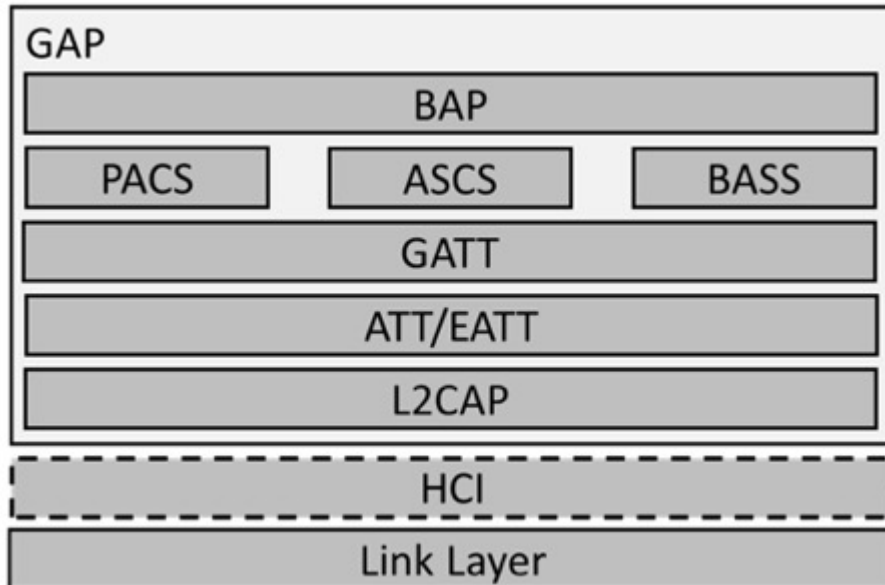 GAP
BAP
PACS ASCS BASS
GATT
ATT/EATT
L2CAP
HCI
Link Layer